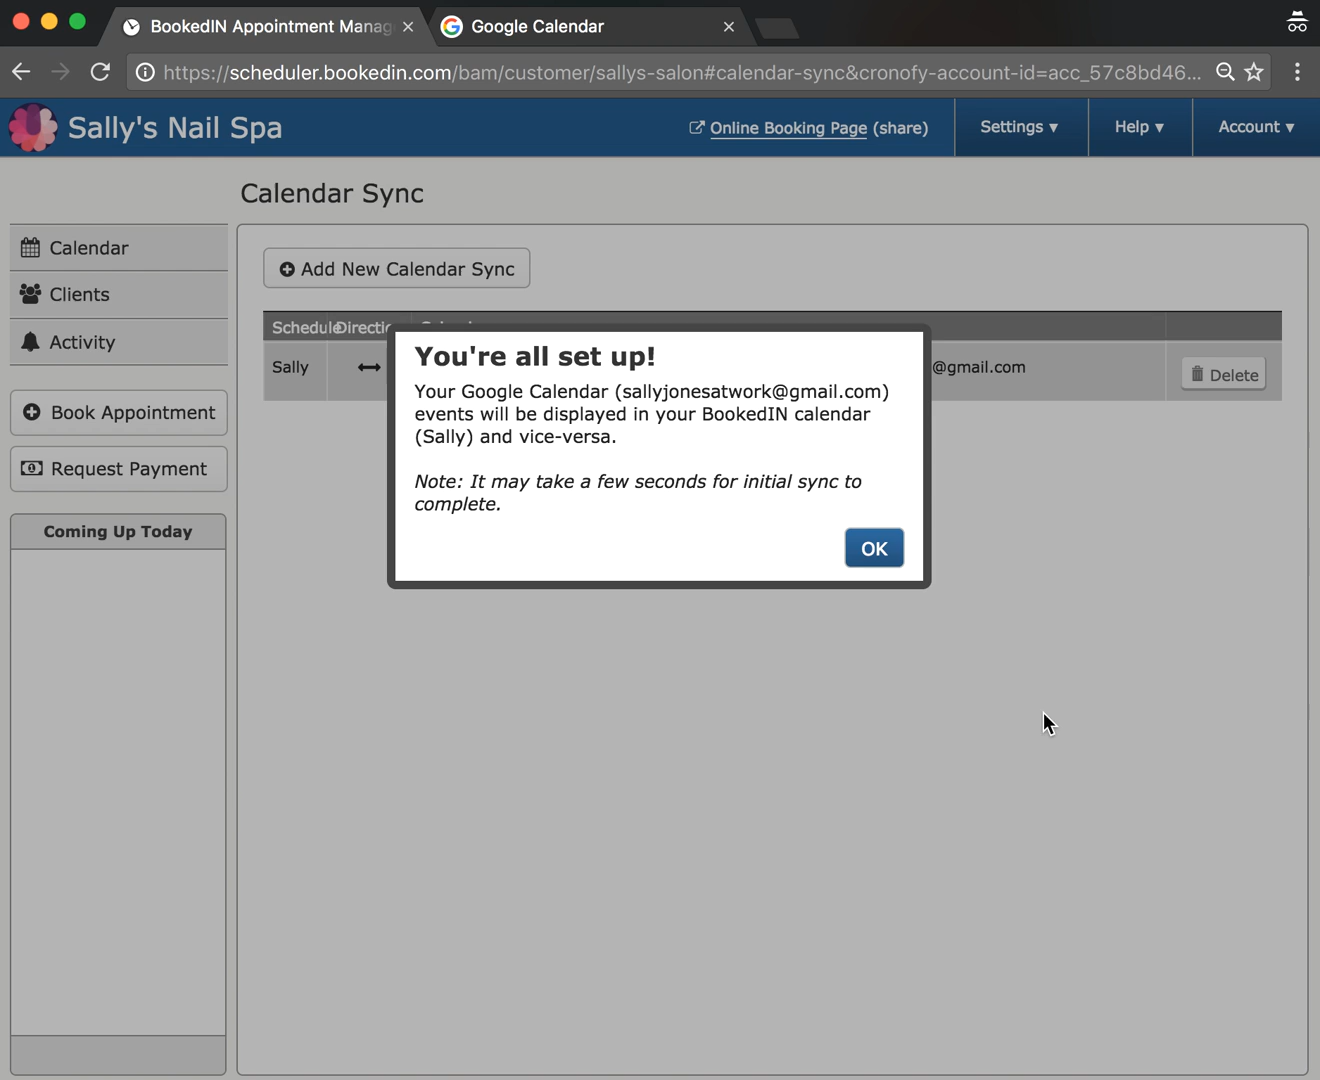 BookedIN Appointment Manag
Google Calendar
https://scheduler.bookedin.com/bam/customer/sallys-salon#calendar-sync&cronofy-account-id=acc_57c8bd46...
Sally's Nail Spa
Online Booking Page (share)
Settings ▾
Help ▾
Account ▾
Calendar Sync
Calendar
Clients
Activity
Book Appointment
Request Payment
Coming Up Today
Add New Calendar Sync
Schedule
Sally
@gmail.com
Delete
You're all set up!
Your Google Calendar (sallyjonesatwork@gmail.com)
events will be displayed in your BookedIN calendar
(Sally) and vice-versa.
Note: It may take a few seconds for initial sync to
complete.
OK